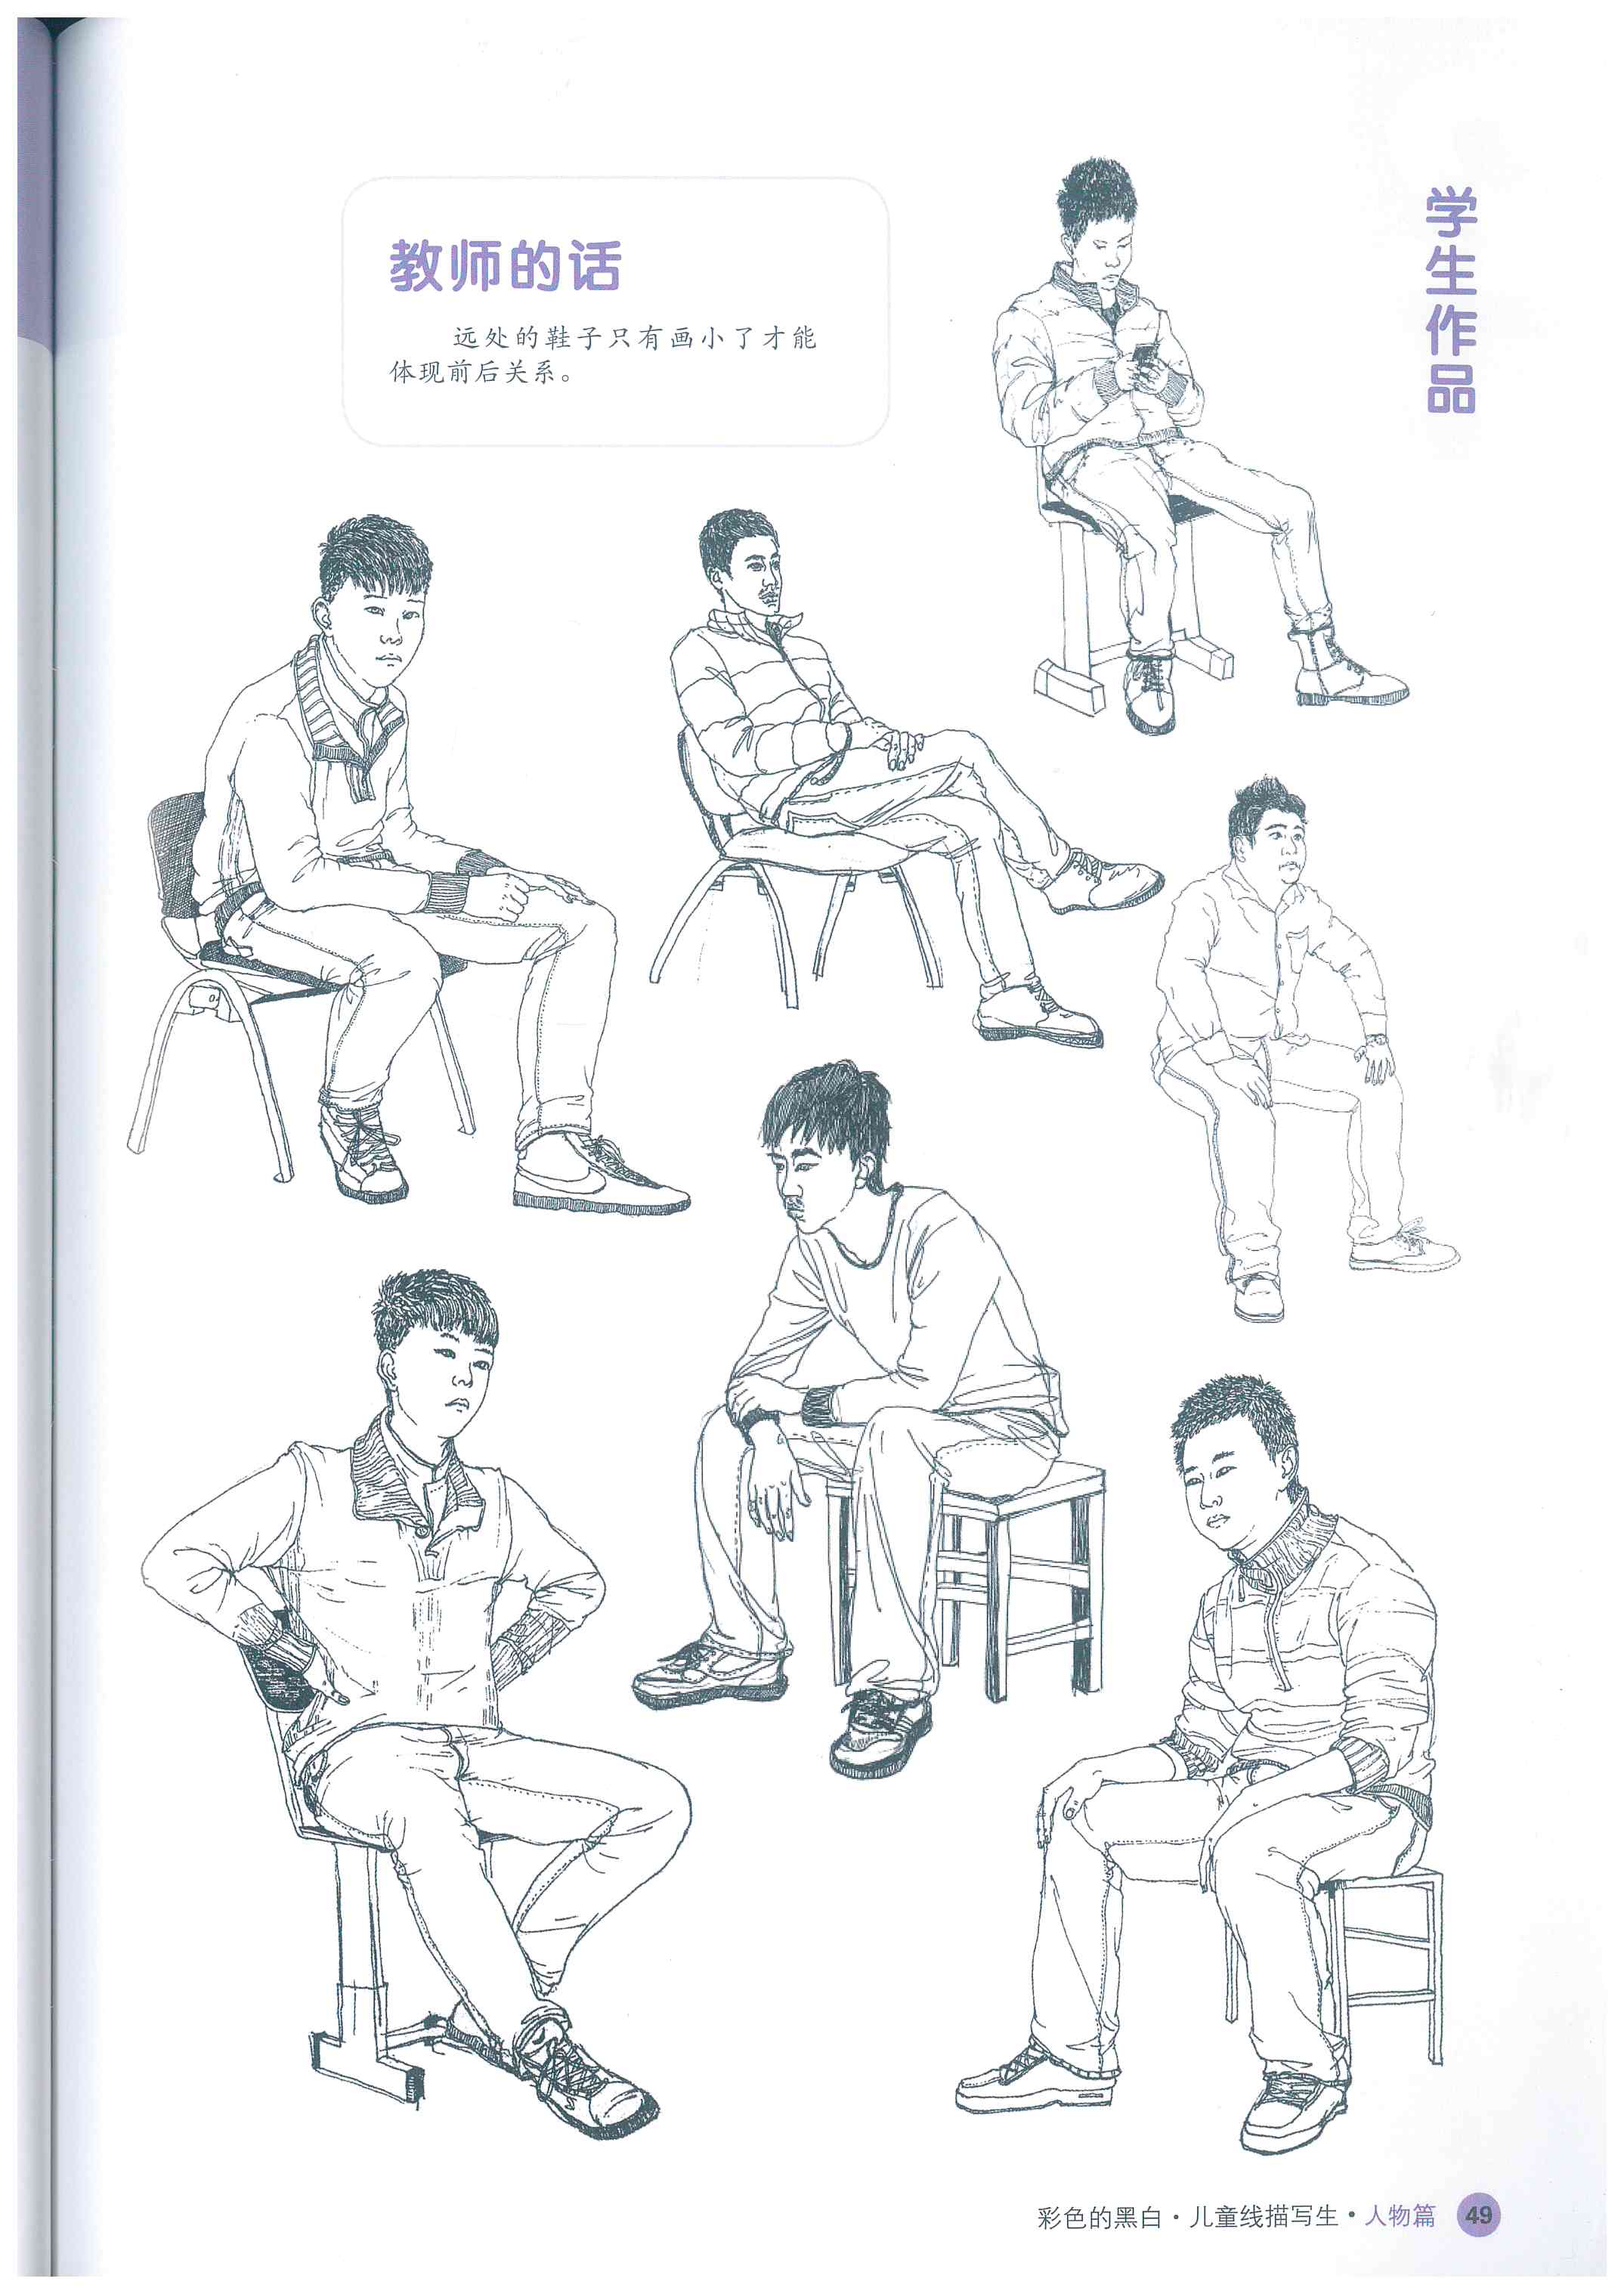 教师的话
远处的鞋子只有画小了才能
体现前后关系。
学生作品
彩色的黑白·儿童线描写生·人物篇 49